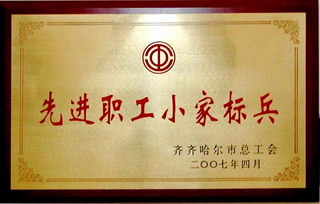 先进职工小家标兵
齐齐哈尔市总工会
二〇〇七年四月